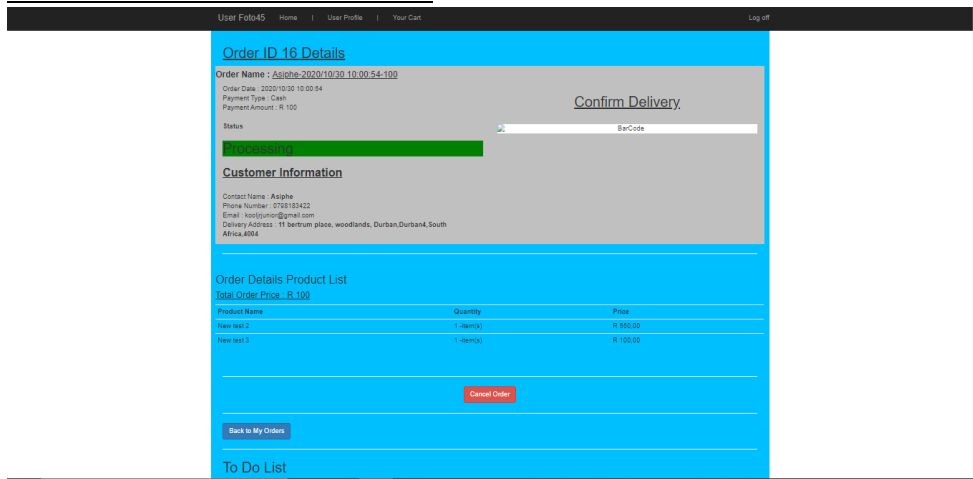 User Foto45 Home | User Profile | Your Cart Log off
Order ID 16 Details
Order Name : Asiphe-2020/10/30 10:00:54-100
Order Date : 2020/10/30 10:00:54
Payment Type : Cash
Payment Amount : R 100
Confirm Delivery
Status
BarCode
Processing
Customer Information
Contact Name : Asiphe
Phone Number : 0798183422
Email : kooljrjunior@gmail.com
Delivery Address : 11 bertrum place, woodlands, Durban,Durban4,South
Africa,4004
Order Details Product List
Total Order Price : R 100
Product Name Quantity Price
New test 2 1 -item(s) R 550,00
New test 3 1 -item(s) R 100,00
Cancel Order
Back to My Orders
To Do List